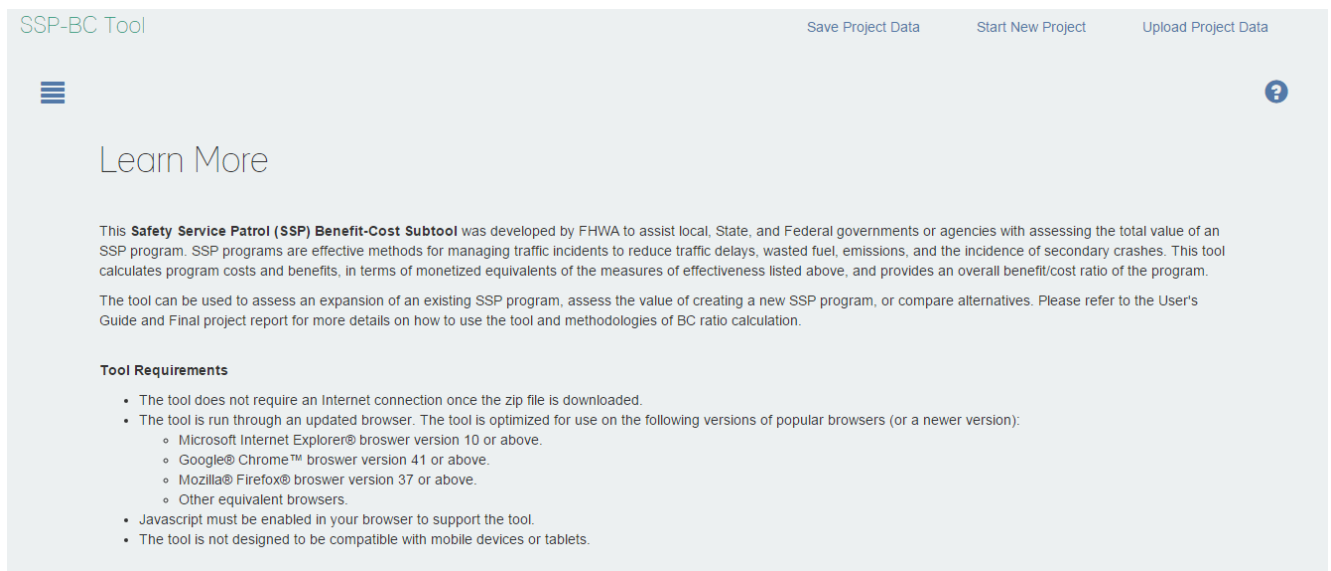 SSP-BC Tool
Save Project Data
Start New Project
Upload Project Data
Learn More
This Safety Service Patrol (SSP) Benefit-Cost Subtool was developed by FHWA to assist local, State, and Federal governments or agencies with assessing the total value of an
SSP program. SSP programs are effective methods for managing traffic incidents to reduce traffic delays, wasted fuel, emissions, and the incidence of secondary crashes. This tool
calculates program costs and benefits, in terms of monetized equivalents of the measures of effectiveness listed above, and provides an overall benefit/cost ratio of the program.
The tool can be used to assess an expansion of an existing SSP program, assess the value of creating a new SSP program, or compare alternatives. Please refer to the User's
Guide and Final project report for more details on how to use the tool and methodologies of BC ratio calculation.
Tool Requirements
• The tool does not require an Internet connection once the zip file is downloaded.
• The tool is run through an updated browser. The tool is optimized for use on the following versions of popular browsers (or a newer version):
◦ Microsoft Internet Explorer® broswer version 10 or above.
◦ Google® Chrome™ broswer version 41 or above.
◦ Mozilla® Firefox® broswer version 37 or above.
◦ Other equivalent browsers.
• Javascript must be enabled in your browser to support the tool.
• The tool is not designed to be compatible with mobile devices or tablets.